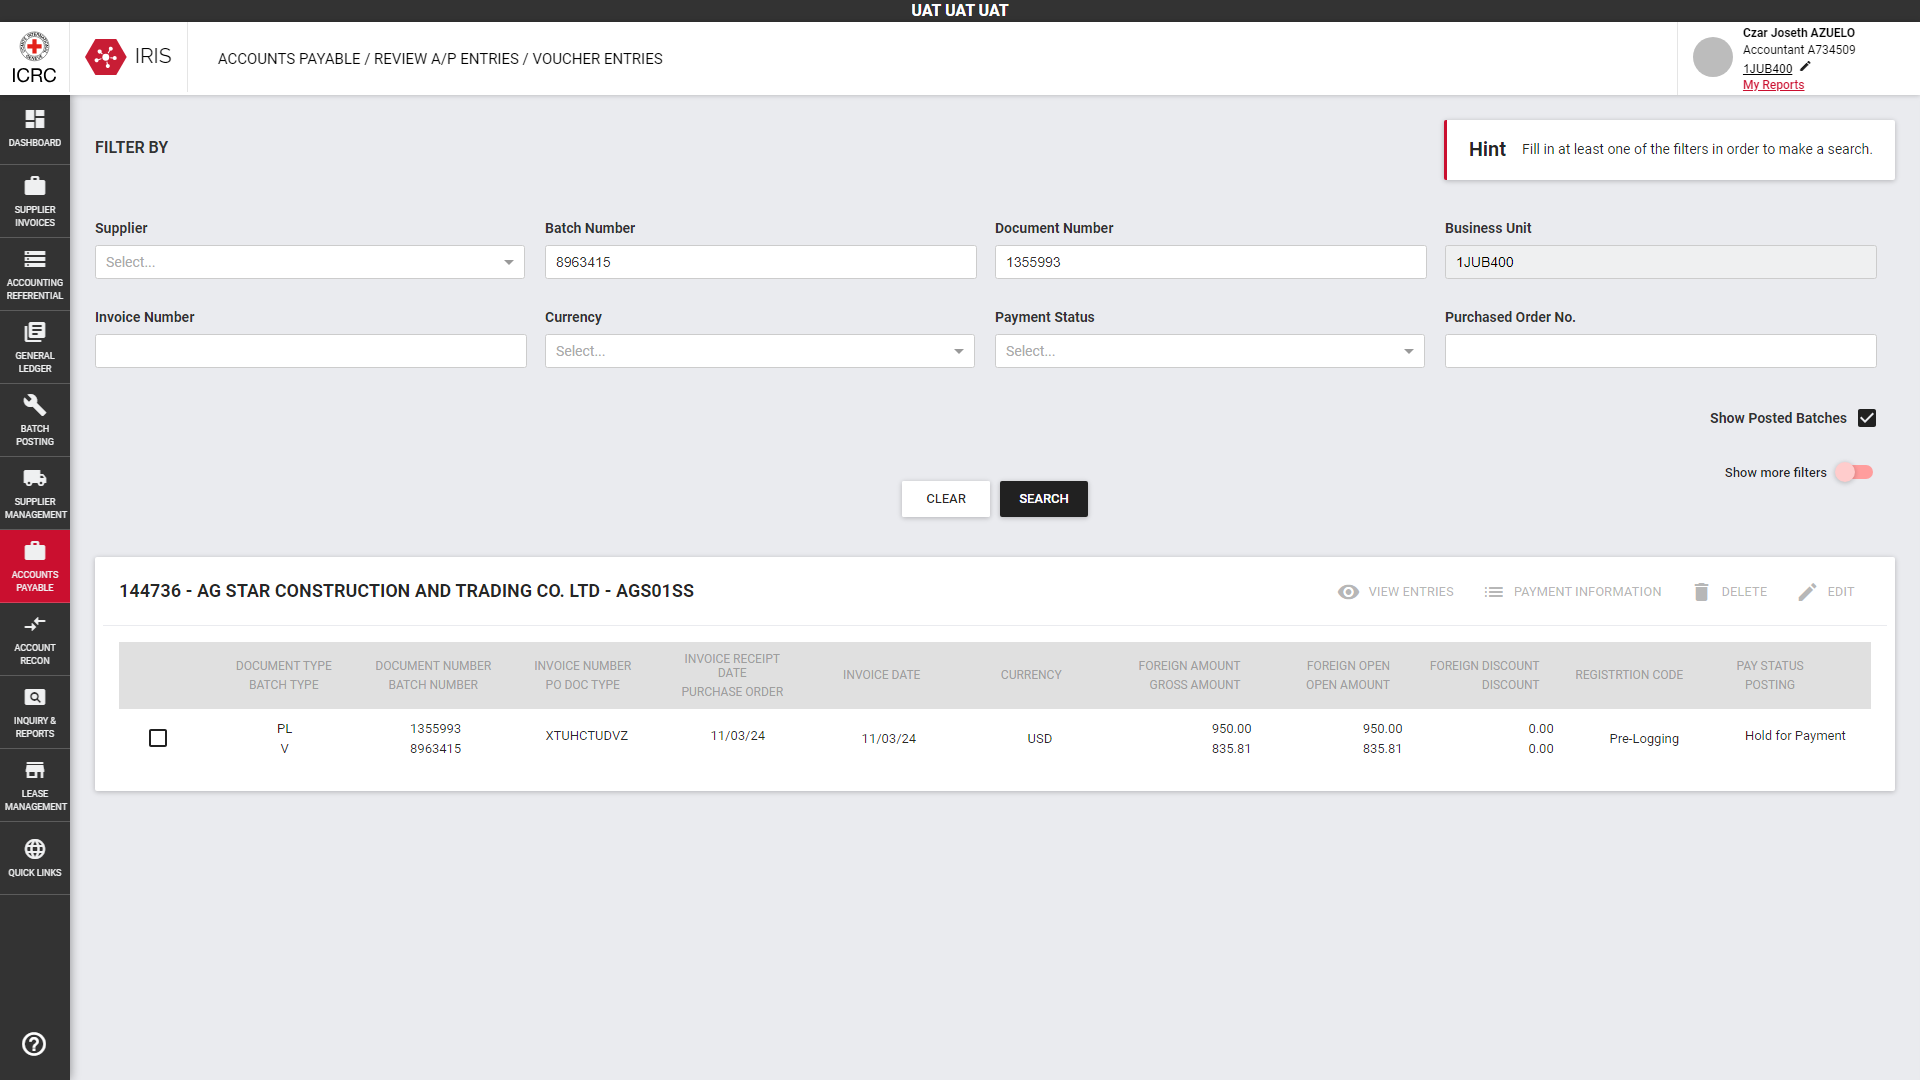 UAT UAT UAT
ICRC
IRIS
ACCOUNTS PAYABLE / REVIEW A/P ENTRIES / VOUCHER ENTRIES
Czar Joseth AZUELO
Accountant A734509
1JUB400
My Reports
DASHBOARD
SUPPLIER
INVOICES
ACCOUNTING
REFERENTIAL
GENERAL
LEDGER
BATCH
POSTING
SUPPLIER
MANAGEMENT
ACCOUNTS
PAYABLE
ACCOUNT
RECON
INQUIRY &
REPORTS
LEASE
MANAGEMENT
QUICK LINKS
FILTER BY
Hint Fill in at least one of the filters in order to make a search.
Supplier
Select...
Batch Number
8963415
Document Number
1355993
Business Unit
1JUB400
Invoice Number
Currency
Select...
Payment Status
Select...
Purchased Order No.
Show Posted Batches
Show more filters
CLEAR
SEARCH
144736 - AG STAR CONSTRUCTION AND TRADING CO. LTD - AGS01SS
VIEW ENTRIES
PAYMENT INFORMATION
DELETE
EDIT
DOCUMENT TYPE
BATCH TYPE
DOCUMENT NUMBER
BATCH NUMBER
INVOICE NUMBER
PO DOC TYPE
INVOICE RECEIPT
DATE
PURCHASE ORDER
INVOICE DATE
CURRENCY
FOREIGN AMOUNT
GROSS AMOUNT
FOREIGN OPEN
OPEN AMOUNT
FOREIGN DISCOUNT
DISCOUNT
REGISTRTION CODE
PAY STATUS
POSTING
PL
V
1355993
8963415
XTUHCTUDVZ
11/03/24
11/03/24
USD
950.00
835.81
950.00
835.81
0.00
0.00
Pre-Logging
Hold for Payment